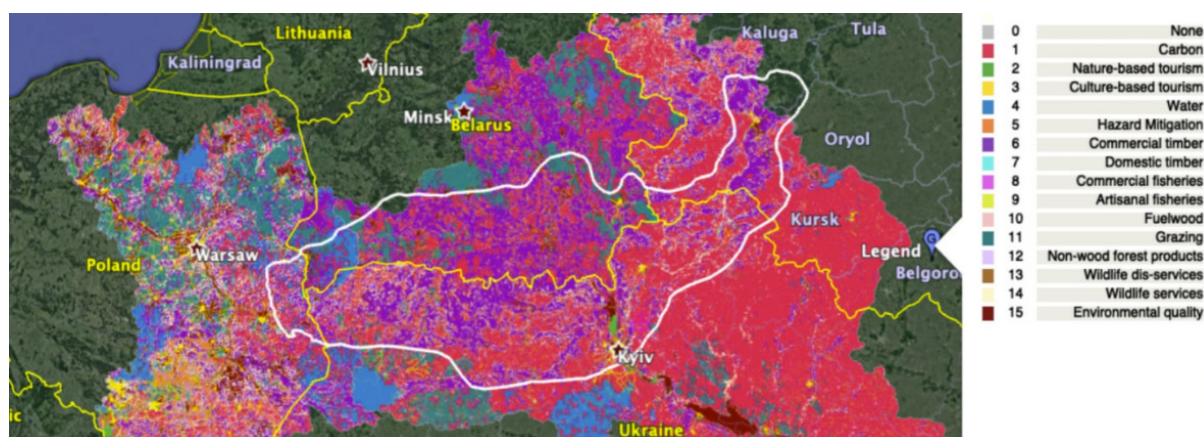 Lithuania
Kaliningrad
Vilnius
Minsk
Belarus
Kaluga
Tula
Oryol
Kursk
Legend
Belgoro
Warsaw
Poland
Kyiv
Ukraine
ic
0 None
1 Carbon
2 Nature-based tourism
3 Culture-based tourism
4 Water
5 Hazard Mitigation
6 Commercial timber
7 Domestic timber
8 Commercial fisheries
9 Artisanal fisheries
10 Fuelwood
11 Grazing
12 Non-wood forest products
13 Wildlife dis-services
14 Wildlife services
15 Environmental quality